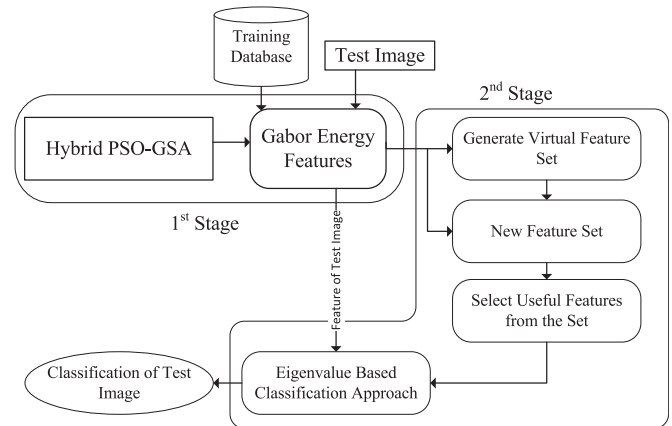 Training
Database
Test Image
2nd Stage
Hybrid PSO-GSA
Gabor Energy
Features
Generate Virtual Feature
Set
1st Stage
New Feature Set
Feature of Test Image
Select Useful Features
from the Set
Classification of Test
Image
Eigenvalue Based
Classification Approach